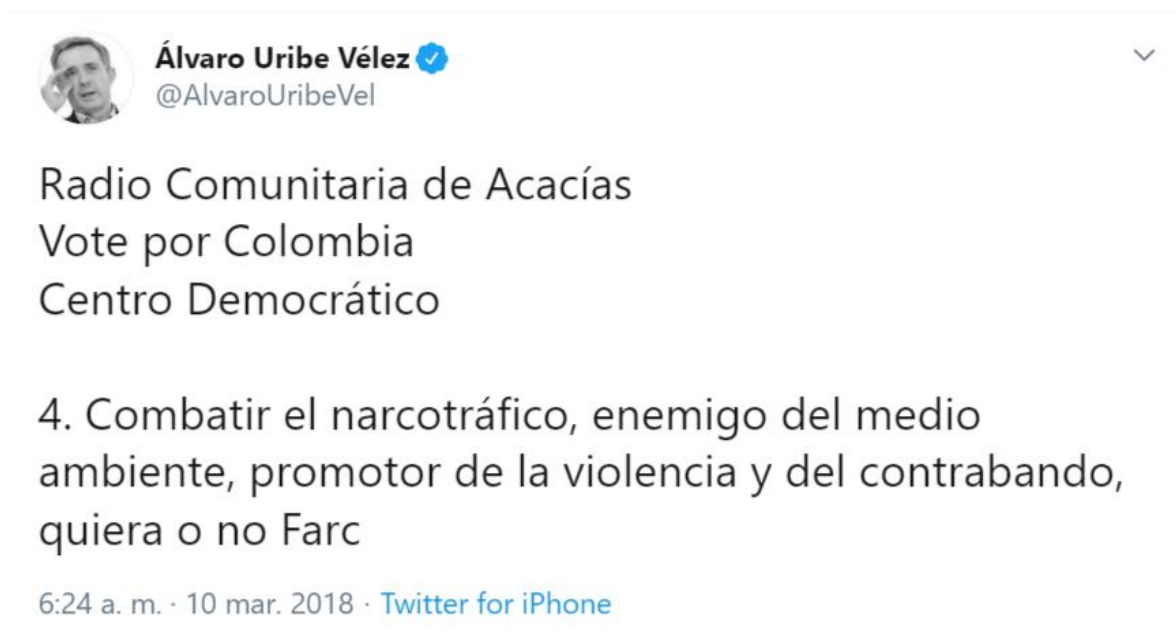 Álvaro Uribe Vélez
@AlvaroUribeVel
Radio Comunitaria de Acacías
Vote por Colombia
Centro Democrático
4. Combatir el narcotráfico, enemigo del medio
ambiente, promotor de la violencia y del contrabando,
quiera o no Farc
6:24 a. m. · 10 mar. 2018 · Twitter for iPhone